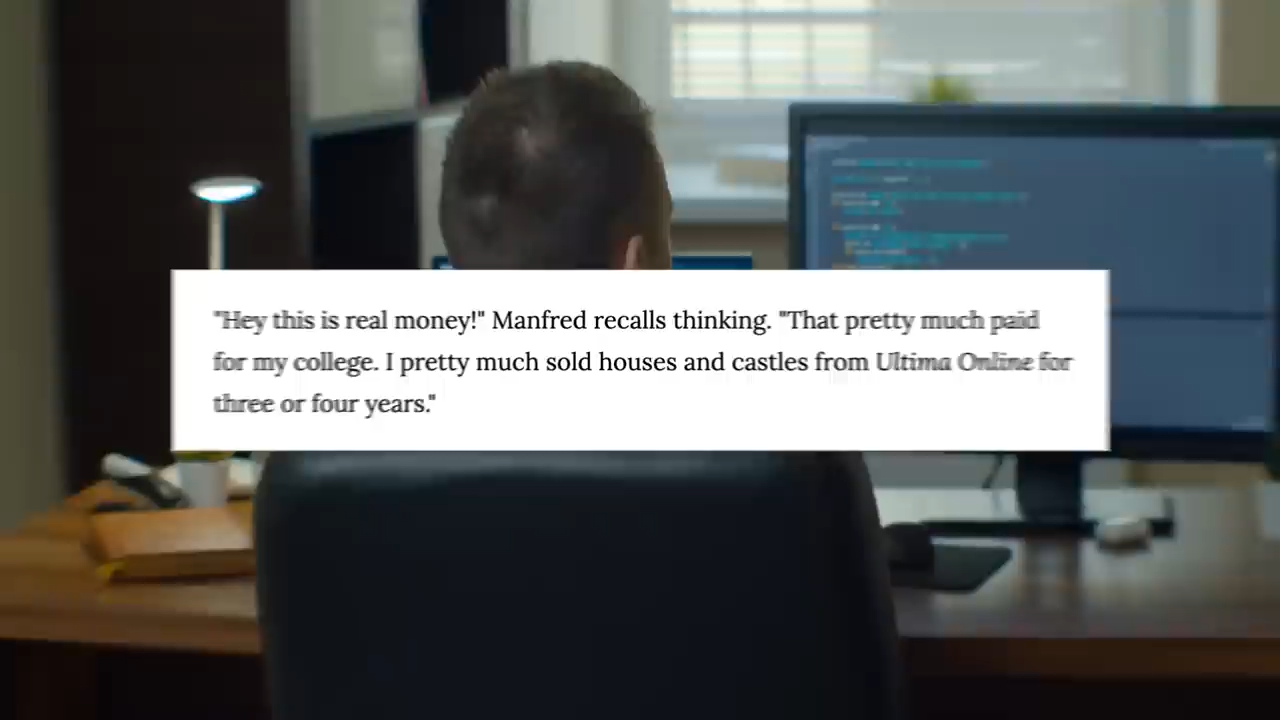 "Hey this is real money!" Manfred recalls thinking. "That pretty much paid
for my college. I pretty much sold houses and castles from Ultima Online for
three or four years."